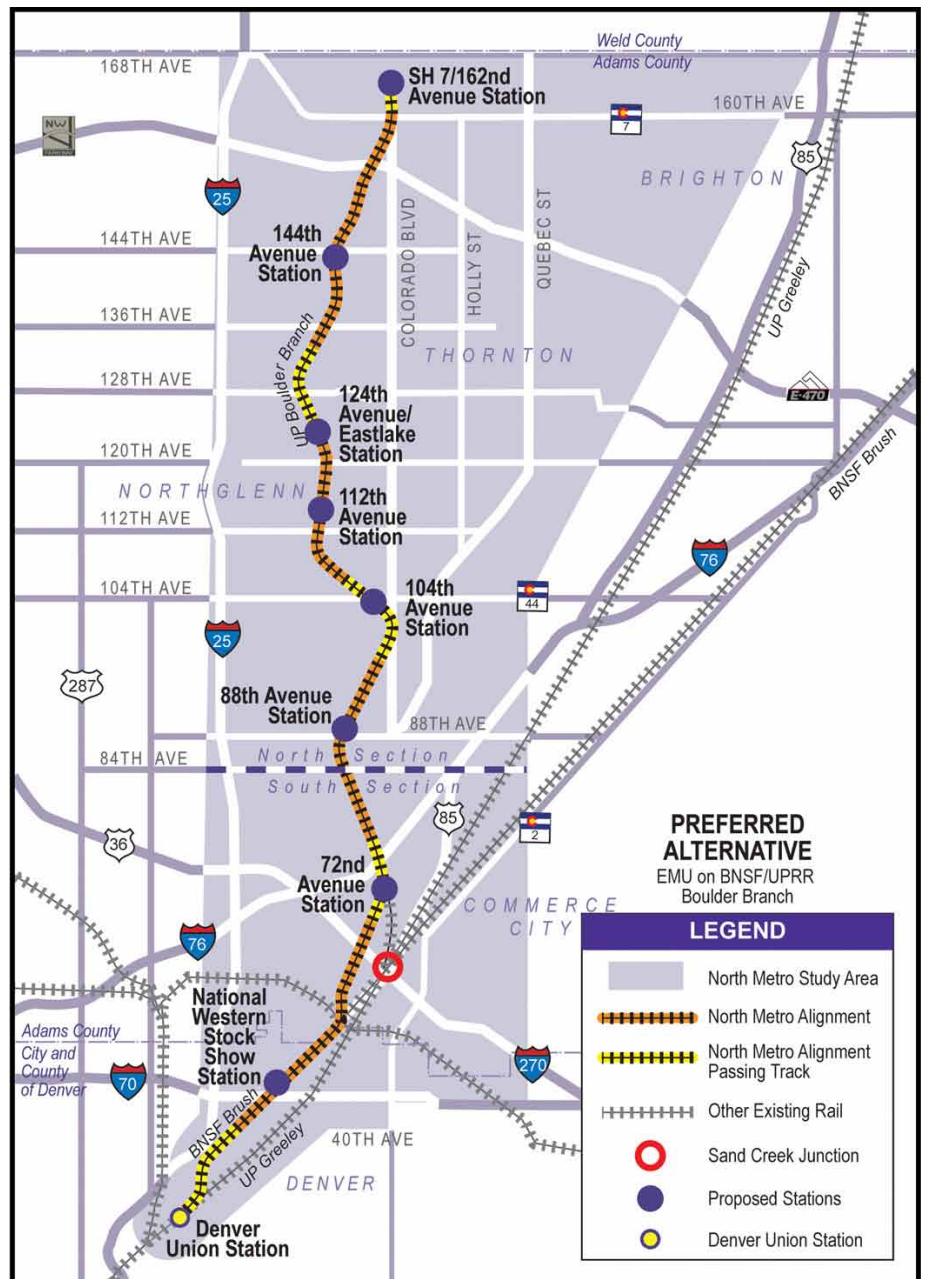 Weld County
Adams County
168TH AVE
SH 7/162nd
Avenue Station
160TH AVE
7
NW
85
BRIGHTON
25
144TH AVE
144th
Avenue
Station
COLORADO BLVD
HOLLY ST
QUEBEC ST
UP Greeley
136TH AVE
UP Boulder Branch
THORNTON
128TH AVE
124th
Avenue/
Eastlake
Station
E-470
120TH AVE
BNSF Brush
NORTHGLENN
112th
Avenue
Station
112TH AVE
76
104TH AVE
104th
Avenue
Station
44
25
287
88th Avenue
Station
88TH AVE
84TH AVE
North Section
South Section
85
2
36
PREFERRED
ALTERNATIVE
EMU on BNSF/UPRR
Boulder Branch
72nd
Avenue
Station
COMMERCE
CITY
76
National
Western
Stock
Show
Station
Adams County
City and
County
of Denver
70
270
BNSF Brush
UP Greeley
40TH AVE
DENVER
Denver
Union Station
LEGEND
North Metro Study Area
North Metro Alignment
North Metro Alignment
Passing Track
Other Existing Rail
Sand Creek Junction
Proposed Stations
Denver Union Station